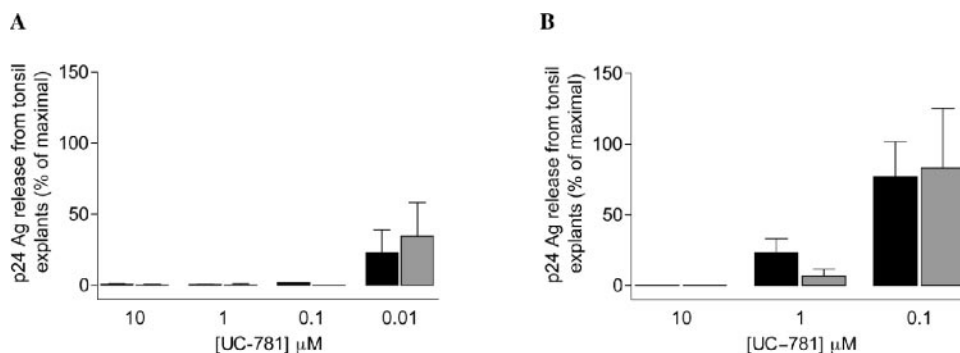 A
p24 Ag release from tonsil
explants (% of maximal)
150
100
50
0
10 1 0.1 0.01
[UC-781] µM
B
p24 Ag release from tonsil
explants (% of maximal)
150
100
50
0
10 1 0.1
[UC–781] µM